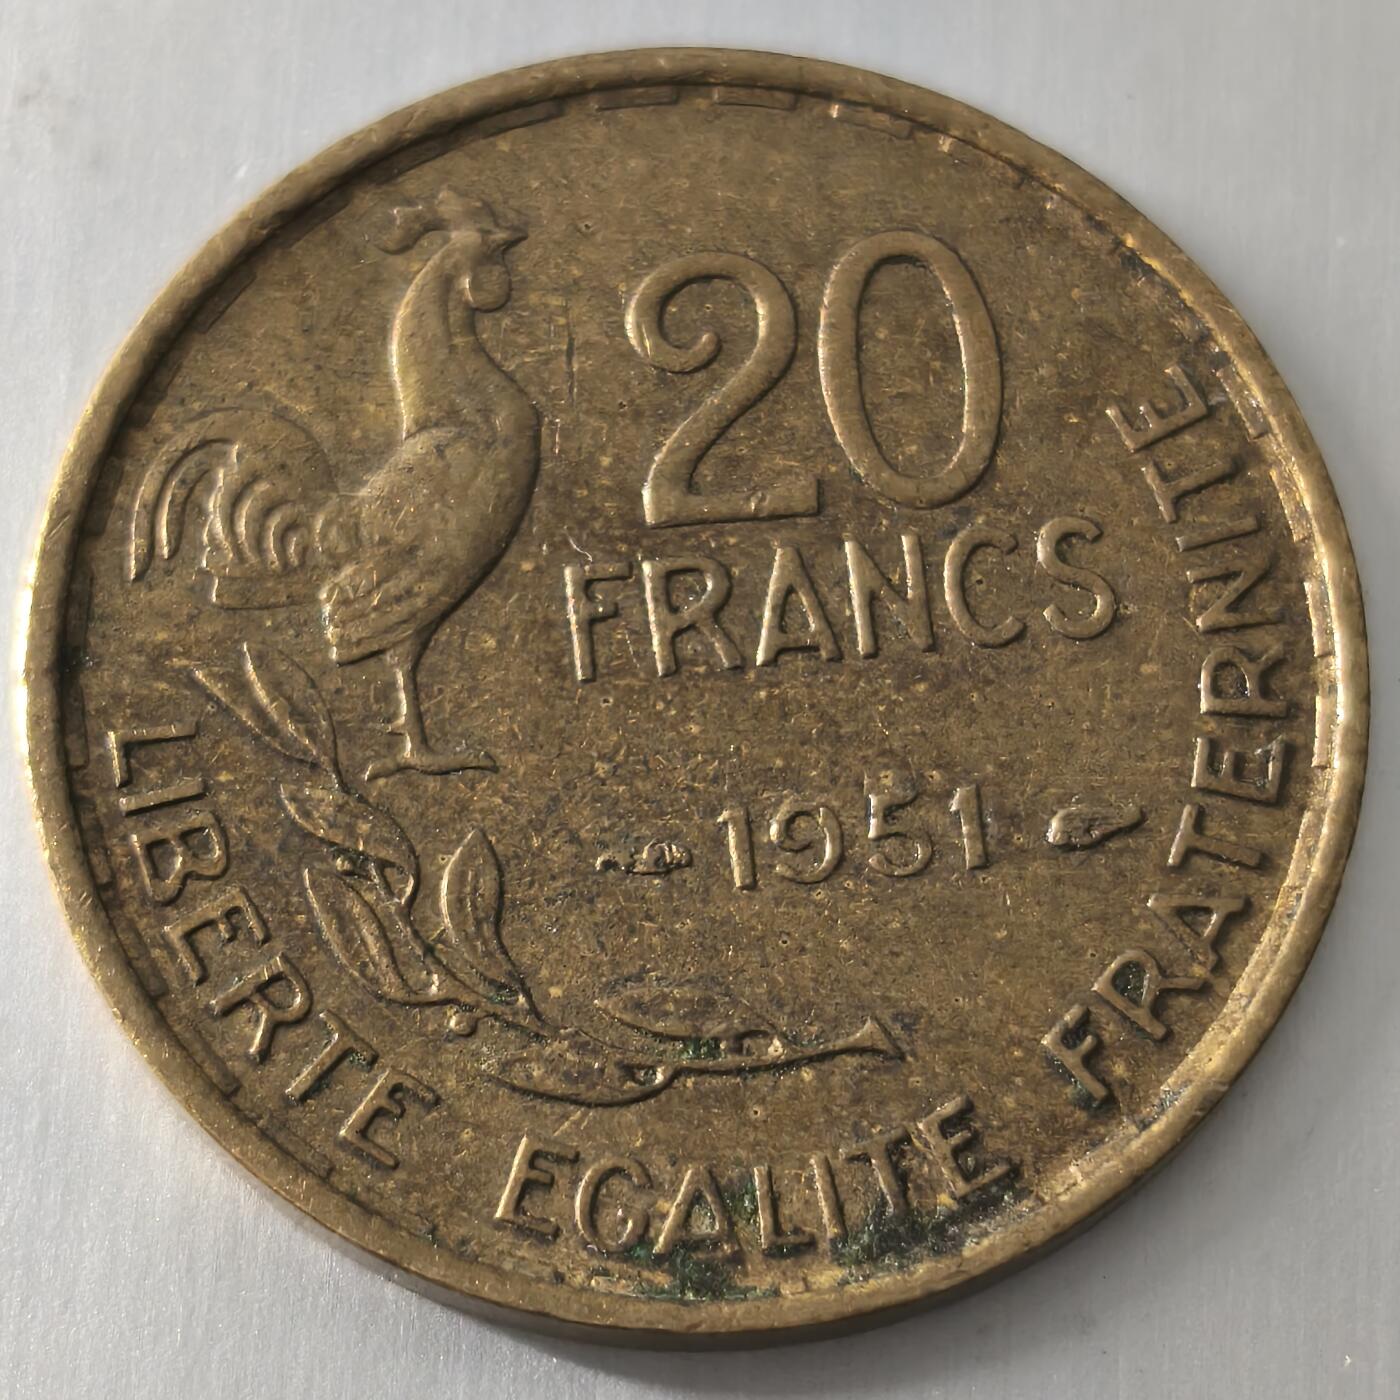 20
FRANCS
1951
LIBERTE EGALITE FRATERNITE